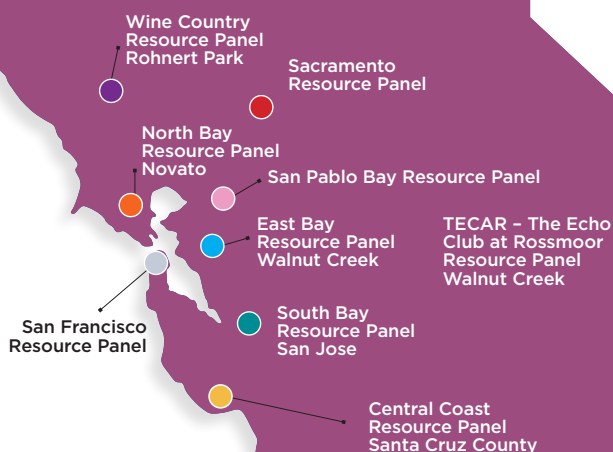 Wine Country
Resource Panel
Rohnert Park
Sacramento
Resource Panel
North Bay
Resource Panel
Novato
San Pablo Bay Resource Panel
East Bay
Resource Panel
Walnut Creek
TECAR – The Echo
Club at Rossmoor
Resource Panel
Walnut Creek
San Francisco
Resource Panel
South Bay
Resource Panel
San Jose
Central Coast
Resource Panel
Santa Cruz County